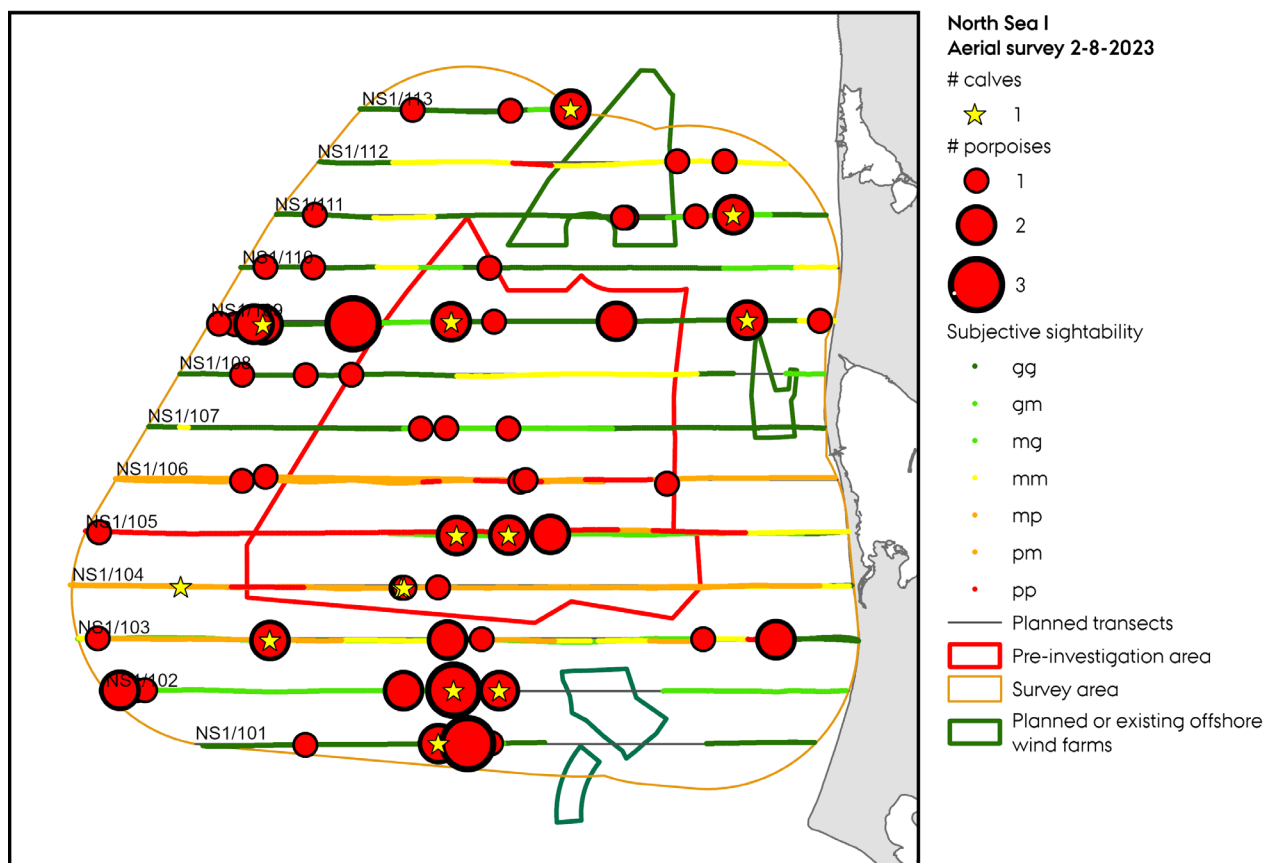 North Sea I
Aerial survey 2-8-2023
# calves
1
# porpoises
1
2
3
Subjective sightability
gg
gm
mg
mm
mp
pm
pp
Planned transects
Pre-investigation area
Survey area
Planned or existing offshore
wind farms
NS1/113
NS1/112
NS1/111
NS1/110
NS1/109
NS1/108
NS1/107
NS1/106
NS1/105
NS1/104
NS1/103
NS1/102
NS1/101